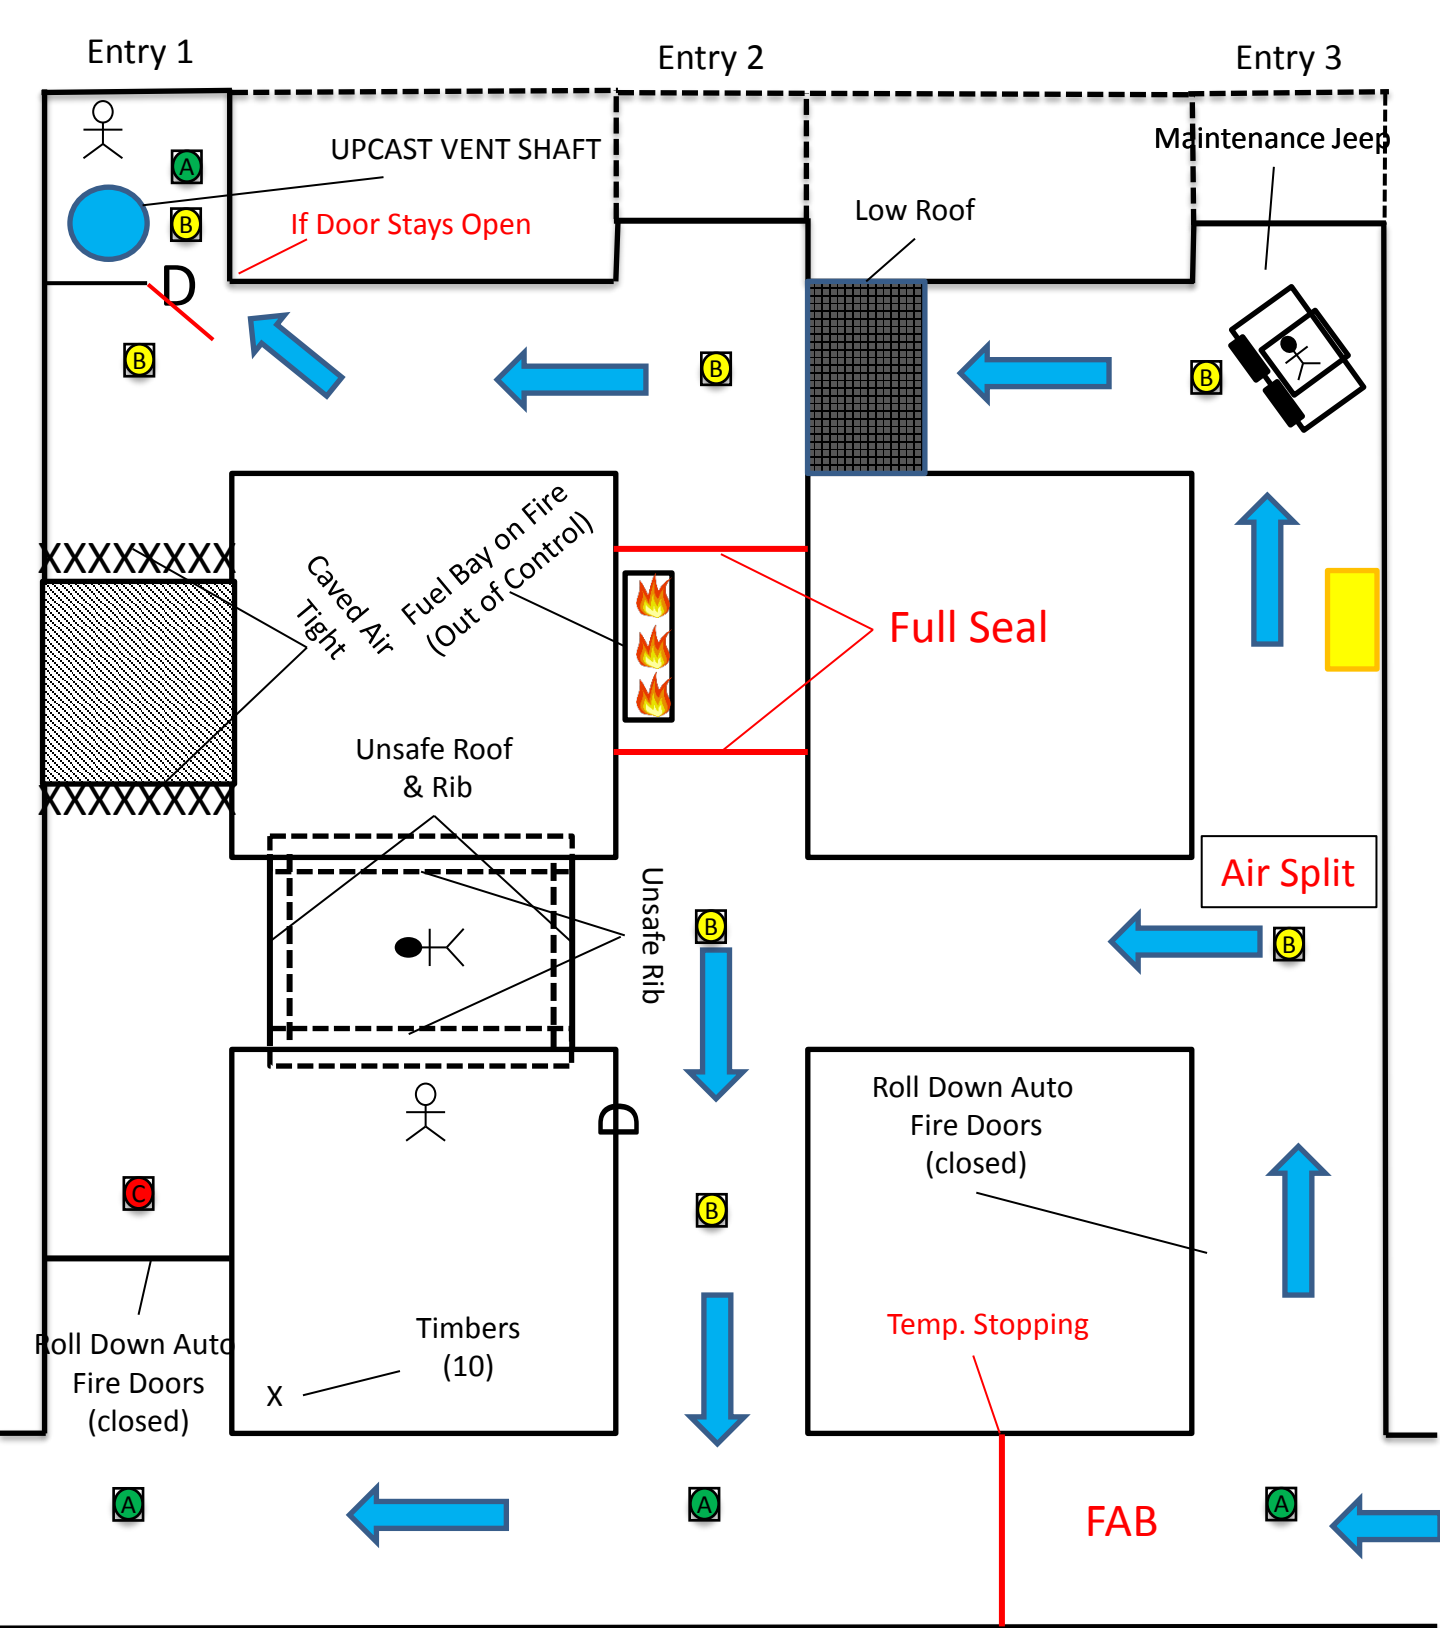 Entry 1
Entry 2
Entry 3
UPCAST VENT SHAFT
Maintenance Jeep
A
B
If Door Stays Open
Low Roof
D
B
B
B
XXXXXXXX
Caved Air
Tight
Fuel Bay on Fire
(Out of Control)
Full Seal
Unsafe Roof
& Rib
XXXXXXXX
Unsafe Rib
Air Split
B
B
D
Roll Down Auto
Fire Doors
(closed)
C
B
Timbers
(10)
X
Temp. Stopping
Roll Down Auto
Fire Doors
(closed)
A
A
FAB
A